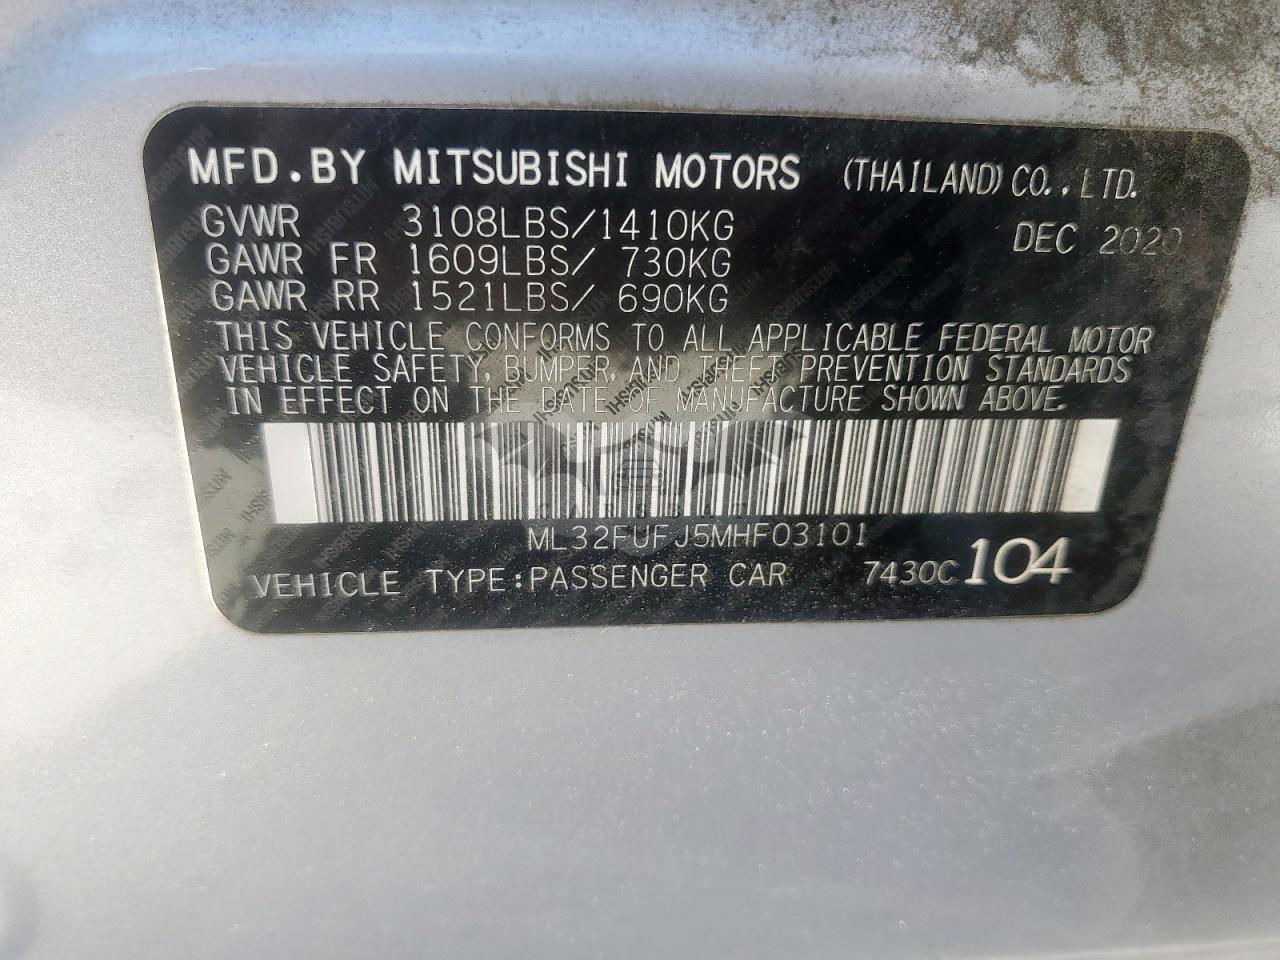 MFD.BY MITSUBISHI MOTORS (THAILAND) CO.,LTD.
GVWR 3108LBS/1410KG DEC 2020
GAWR FR 1609LBS/ 730KG
GAWR RR 1521LBS/ 690KG
THIS VEHICLE CONFORMS TO ALL APPLICABLE FEDERAL MOTOR
VEHICLE SAFETY, BUMPER, AND THEFT PREVENTION STANDARDS
IN EFFECT ON THE DATE OF MANUFACTURE SHOWN ABOVE.
ML32FUFJ5MHF03101
VEHICLE TYPE:PASSENGER CAR 7430C 104